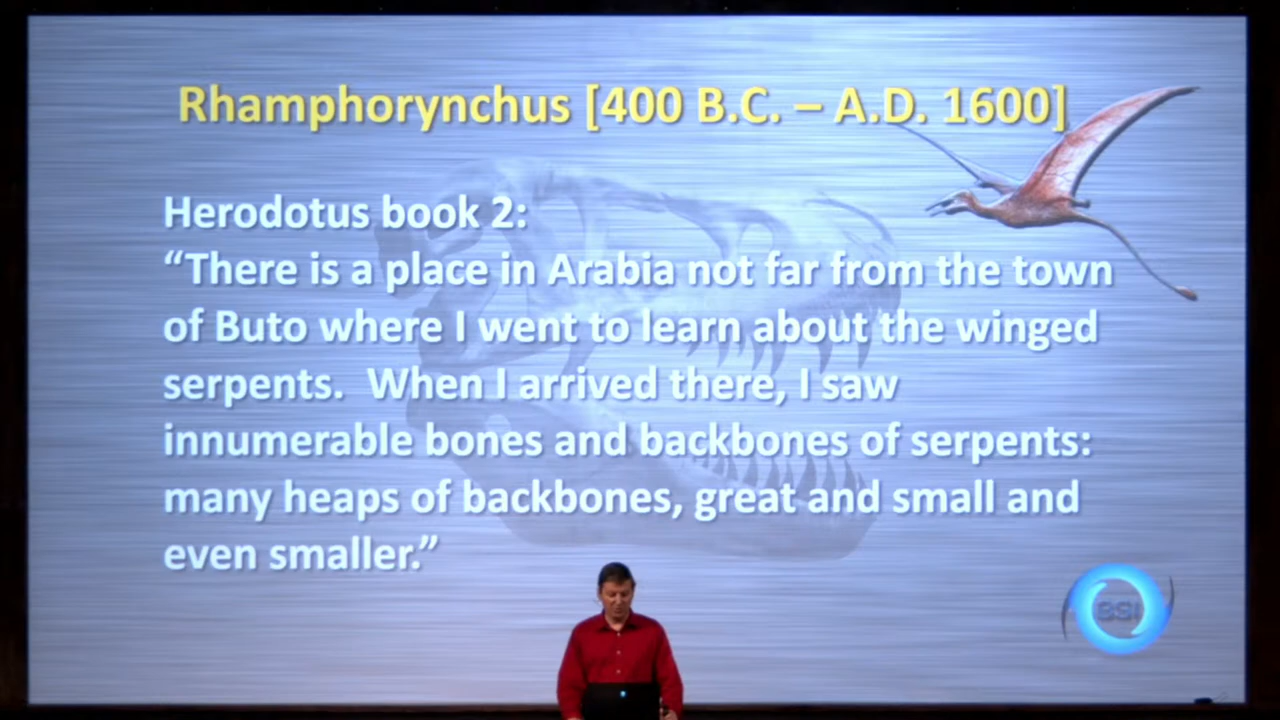 Rhamphorynchus [400 B.C. – A.D. 1600]
Herodotus book 2:
“There is a place in Arabia not far from the town
of Buto where I went to learn about the winged
serpents.  When I arrived there, I saw
innumerable bones and backbones of serpents:
many heaps of backbones, great and small and
even smaller.”
BSI